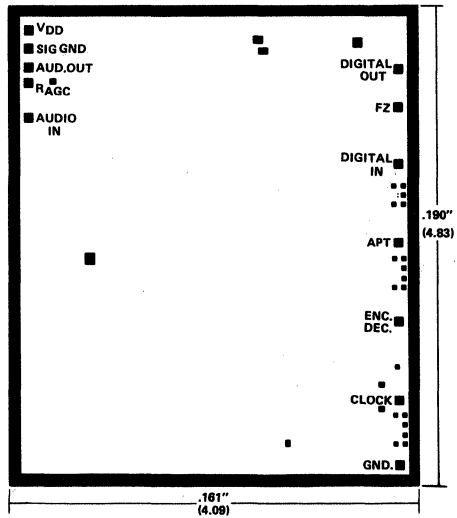 VDD
SIG GND
AUD.OUT
RAGC
AUDIO
IN
DIGITAL
OUT
FZ
DIGITAL
IN
APT
ENC.
DEC.
CLOCK
GND.
.190"
(4.83)
.161"
(4.09)